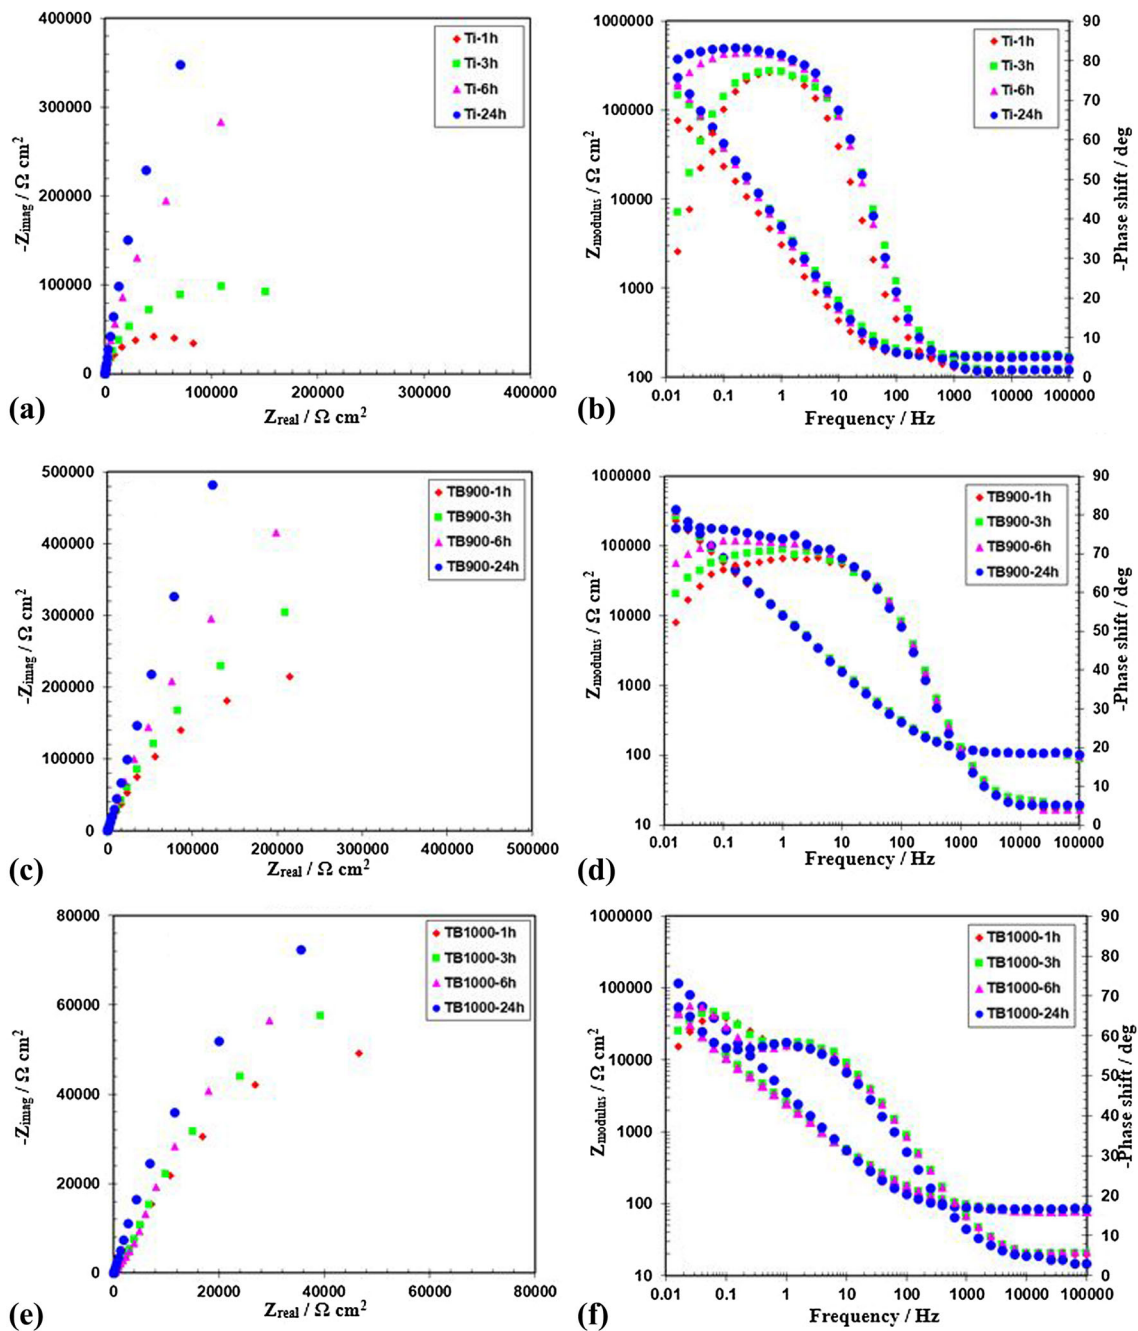 400000
300000
200000
100000
0
-Zimag / Ω cm2
Ti-1h
Ti-3h
Ti-6h
Ti-24h
0 100000 200000 300000 400000
Zreal / Ω cm2
(a)
1000000
100000
10000
1000
100
Zmodulus / Ω cm2
Ti-1h
Ti-3h
Ti-6h
Ti-24h
90
80
70
60
50
40
30
20
10
0
-Phase shift / deg
0.01 0.1 1 10 100 1000 10000 100000
Frequency / Hz
(b)
500000
400000
300000
200000
100000
0
-Zimag / Ω cm2
TB900-1h
TB900-3h
TB900-6h
TB900-24h
0 100000 200000 300000 400000 500000
Zreal / Ω cm2
(c)
1000000
100000
10000
1000
100
10
Zmodulus / Ω cm2
TB900-1h
TB900-3h
TB900-6h
TB900-24h
90
80
70
60
50
40
30
20
10
0
-Phase shift / deg
0.01 0.1 1 10 100 1000 10000 100000
Frequency / Hz
(d)
80000
60000
40000
20000
0
-Zimag / Ω cm2
TB1000-1h
TB1000-3h
TB1000-6h
TB1000-24h
0 20000 40000 60000 80000
Zreal / Ω cm2
(e)
1000000
100000
10000
1000
100
10
Zmodulus / Ω cm2
TB1000-1h
TB1000-3h
TB1000-6h
TB1000-24h
90
80
70
60
50
40
30
20
10
0
-Phase shift / deg
0.01 0.1 1 10 100 1000 10000 100000
Frequency / Hz
(f)